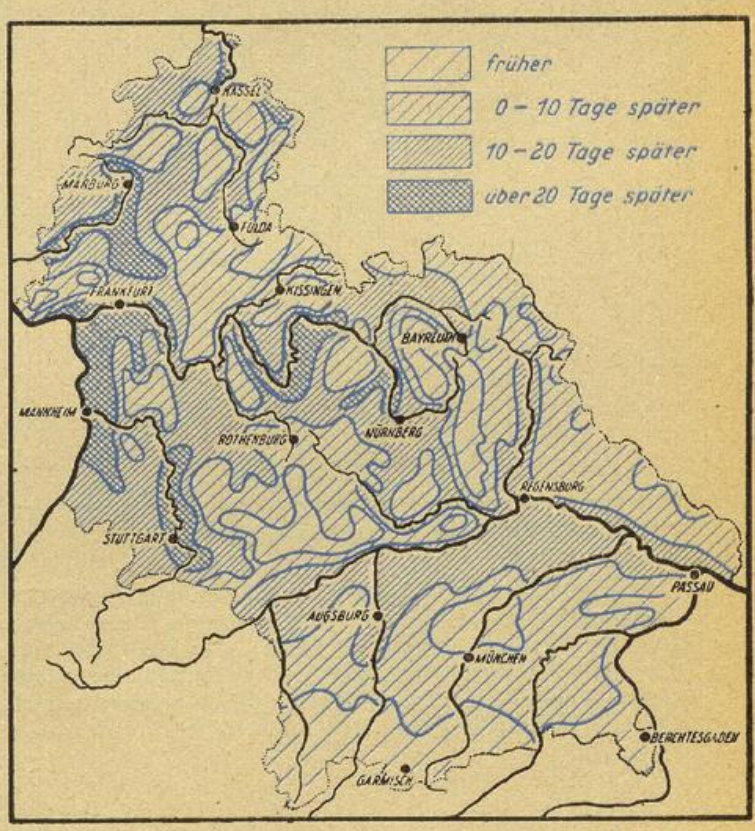 früher
0-10 Tage später
10-20 Tage später
über 20 Tage später
KASSEL
MARBURG
FULDA
FRANKFURT
KISSINGEN
BAYREUTH
MANNHEIM
ROTHENBURG
NÜRNBERG
REGENSBURG
STUTTGART
PASSAU
AUGSBURG
MÜNCHEN
BERCHTESGADEN
GARMISCH